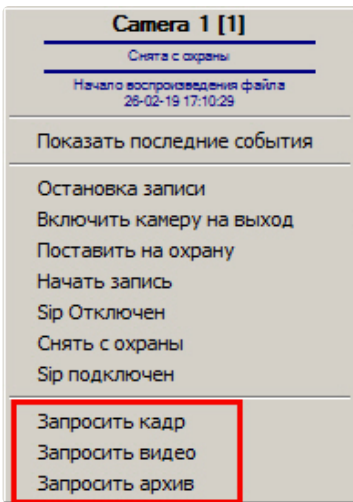 Camera 1 [1]
Снята с охраны
Начало воспроизведения файла
26-02-19 17:10:29
Показать последние события
Остановка записи
Включить камеру на выход
Поставить на охрану
Начать запись
Sip Отключен
Снять с охраны
Sip подключен
Запросить кадр
Запросить видео
Запросить архив